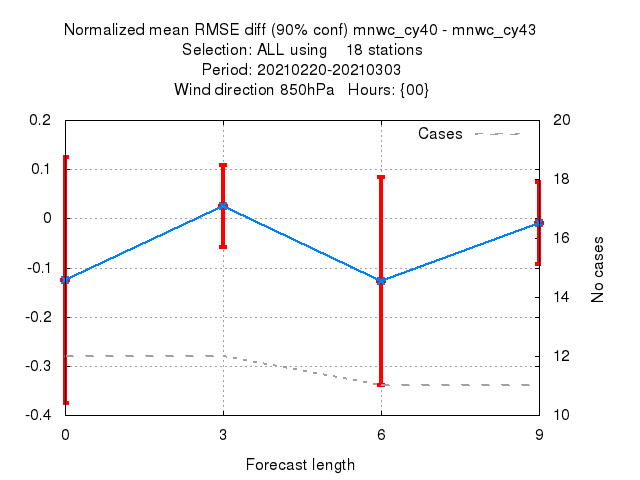 Normalized mean RMSE diff (90% conf) mnwc_cy40 - mnwc_cy43
Selection: ALL using    18 stations
Period: 20210220-20210303
Wind direction 850hPa   Hours: {00}
Cases
0.2
0.1
0
-0.1
-0.2
-0.3
-0.4
20
18
16
14
12
10
No cases
0 3 6 9
Forecast length